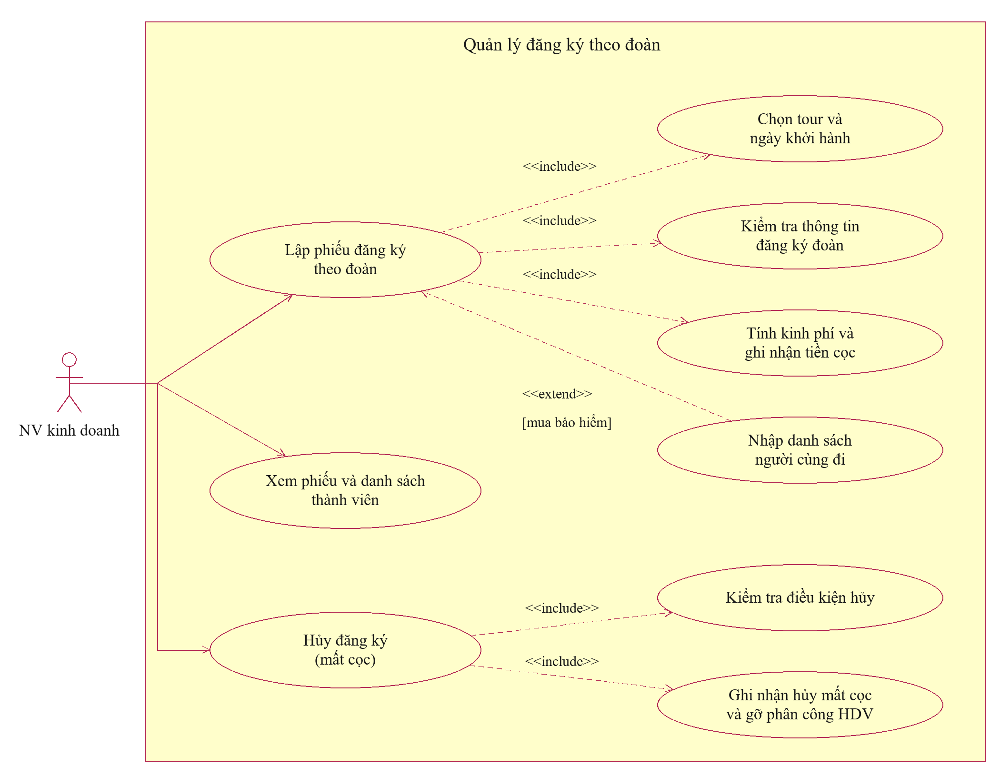 Quản lý đăng ký theo đoàn
Chọn tour và
ngày khởi hành
<<include>>
<<include>>
Kiểm tra thông tin
đăng ký đoàn
Lập phiếu đăng ký
theo đoàn
<<include>>
Tính kinh phí và
ghi nhận tiền cọc
<<extend>>
[mua bảo hiểm]
NV kinh doanh
Nhập danh sách
người cùng đi
Xem phiếu và danh sách
thành viên
Kiểm tra điều kiện hủy
<<include>>
Hủy đăng ký
(mất cọc)
<<include>>
Ghi nhận hủy mất cọc
và gỡ phân công HDV